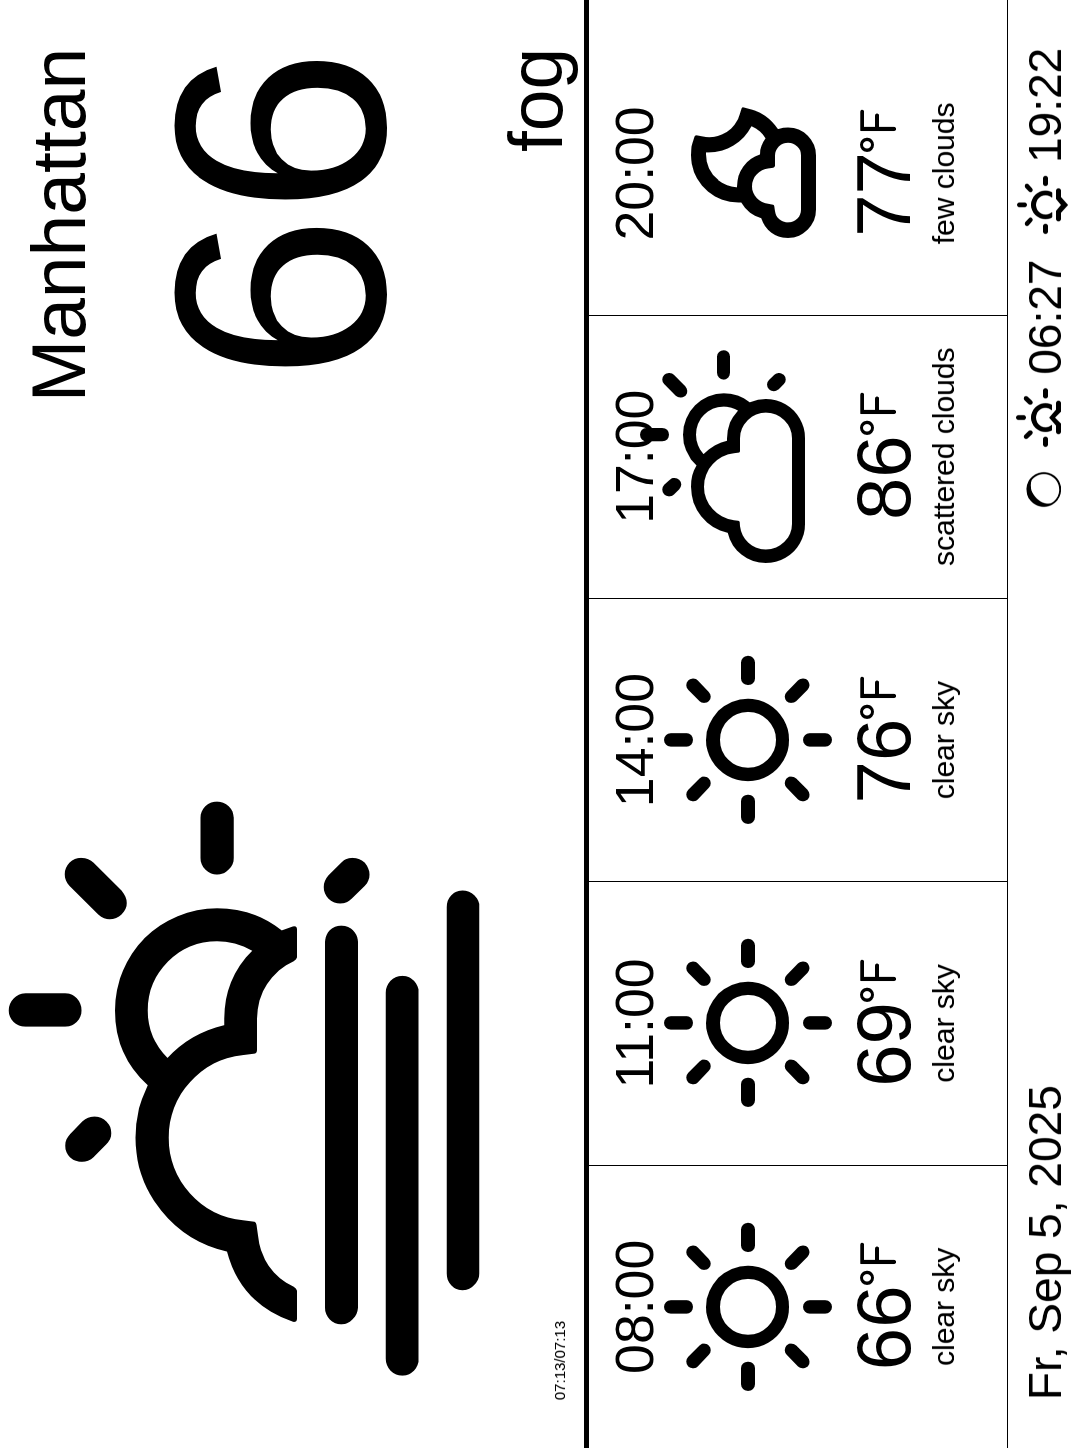 Manhattan
66
fog
07:13/07:13
08:00
66°F
clear sky
11:00
69°F
clear sky
14:00
76°F
clear sky
17:00
86°F
scattered clouds
20:00
77°F
few clouds
Fr, Sep 5, 2025
06:27
19:22